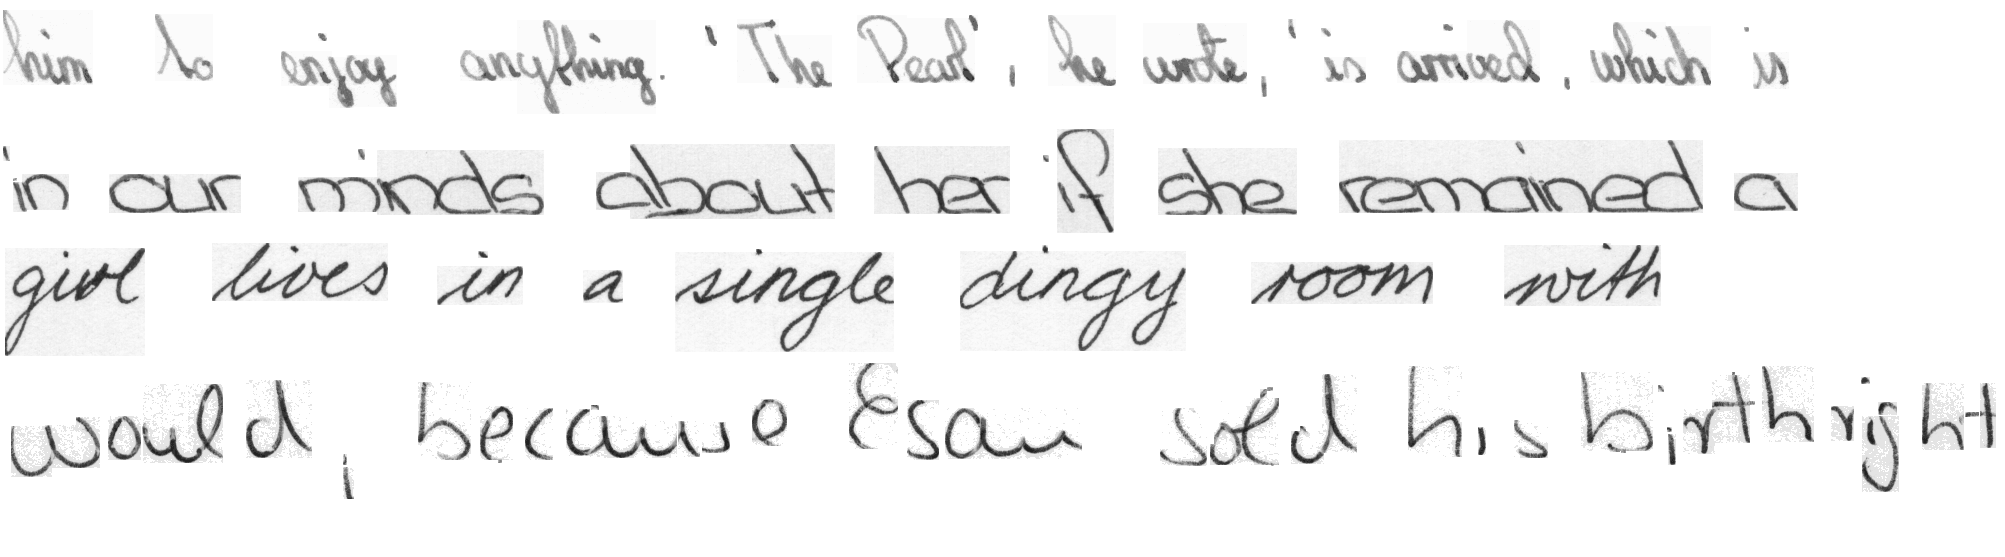 him to enjoy anything. 'The Pearl', he wrote, 'is arrived, which is
in our minds about her if she remained a
girl lives in a single dingy room with
would, because Esau sold his birthright